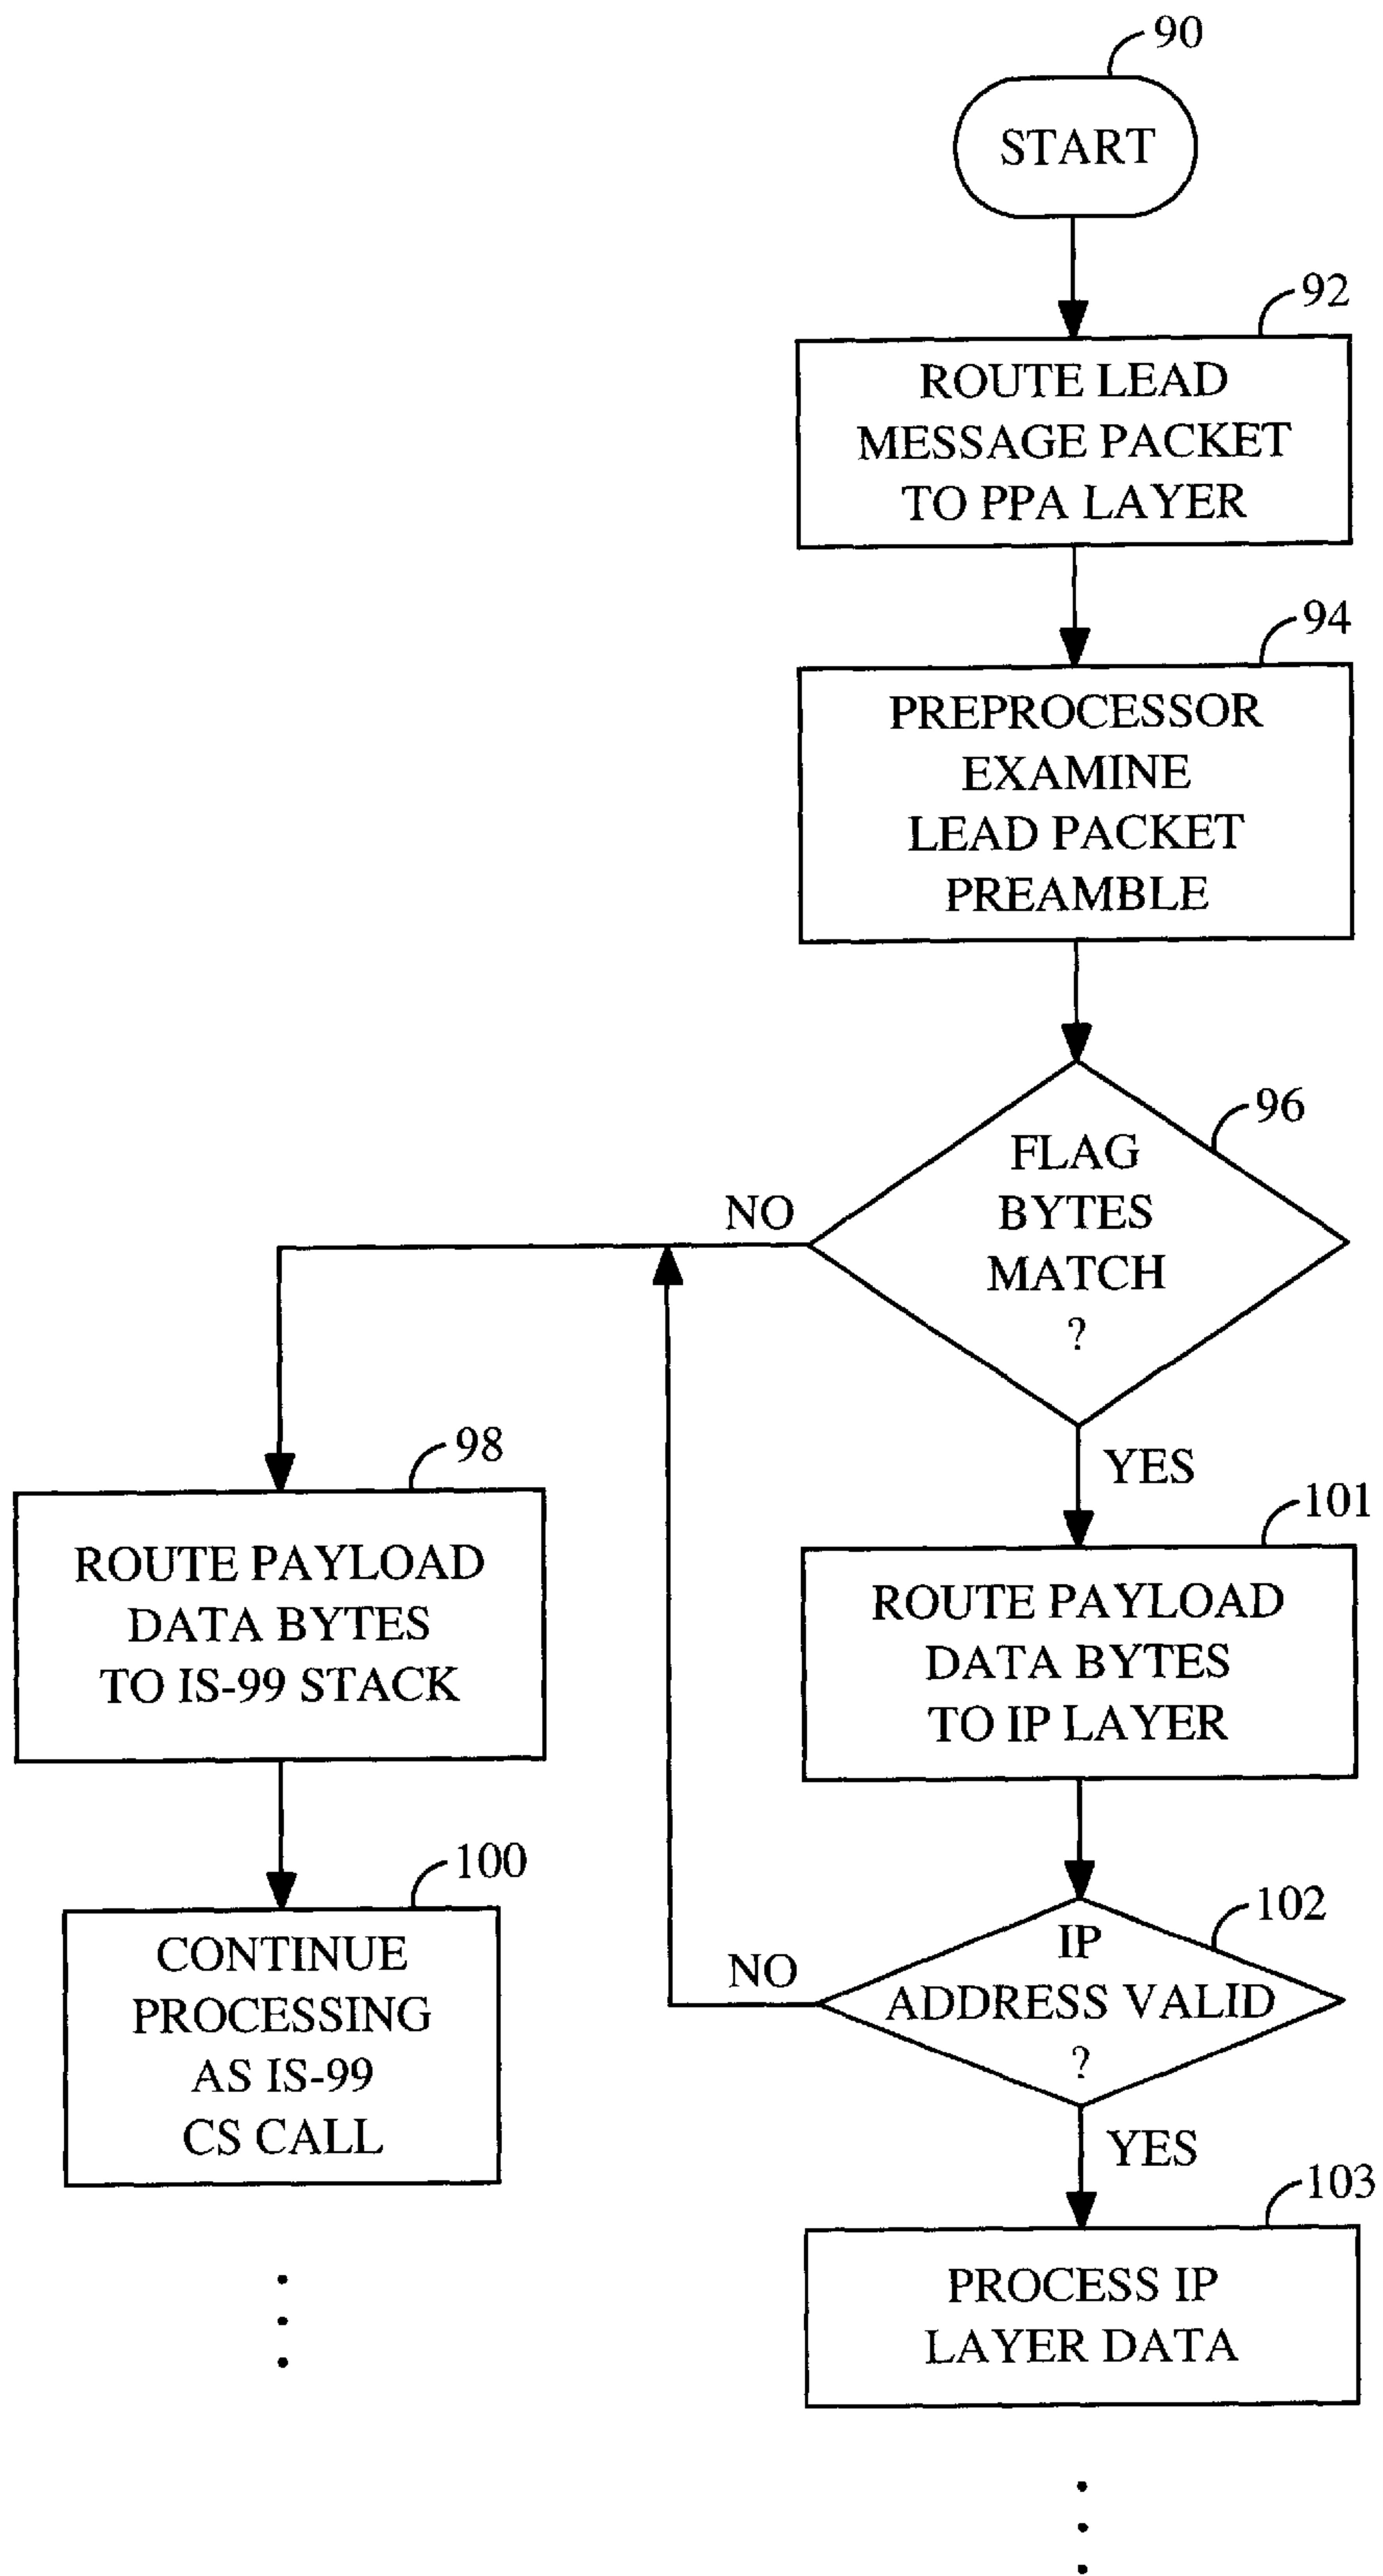 90
START
92
ROUTE LEAD
MESSAGE PACKET
TO PPA LAYER
94
PREPROCESSOR
EXAMINE
LEAD PACKET
PREAMBLE
96
FLAG
BYTES
MATCH
?
NO
YES
98
ROUTE PAYLOAD
DATA BYTES
TO IS-99 STACK
101
ROUTE PAYLOAD
DATA BYTES
TO IP LAYER
100
CONTINUE
PROCESSING
AS IS-99
CS CALL
102
IP
ADDRESS VALID
?
NO
YES
103
PROCESS IP
LAYER DATA